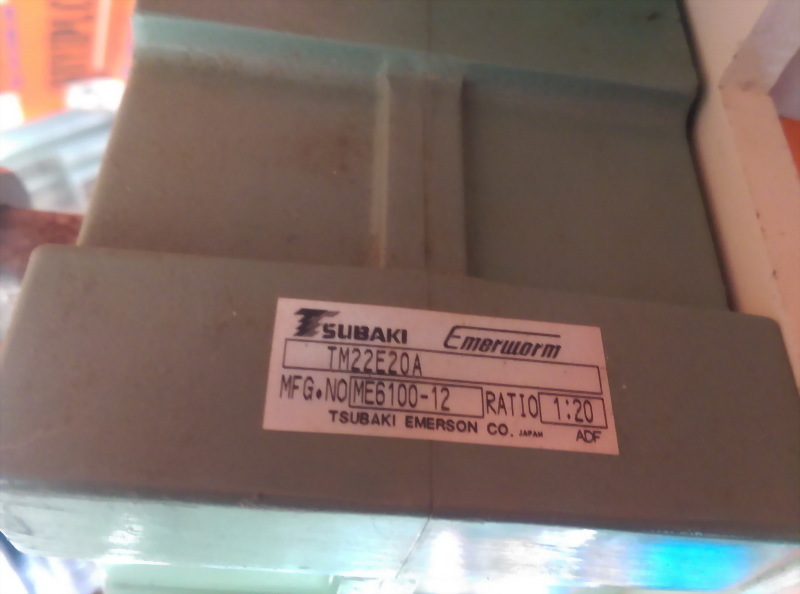 TSUBAKI Emerworm
TM22E20A
MFG.NO ME6100-12 RATIO 1:20
TSUBAKI EMERSON CO. JAPAN ADF